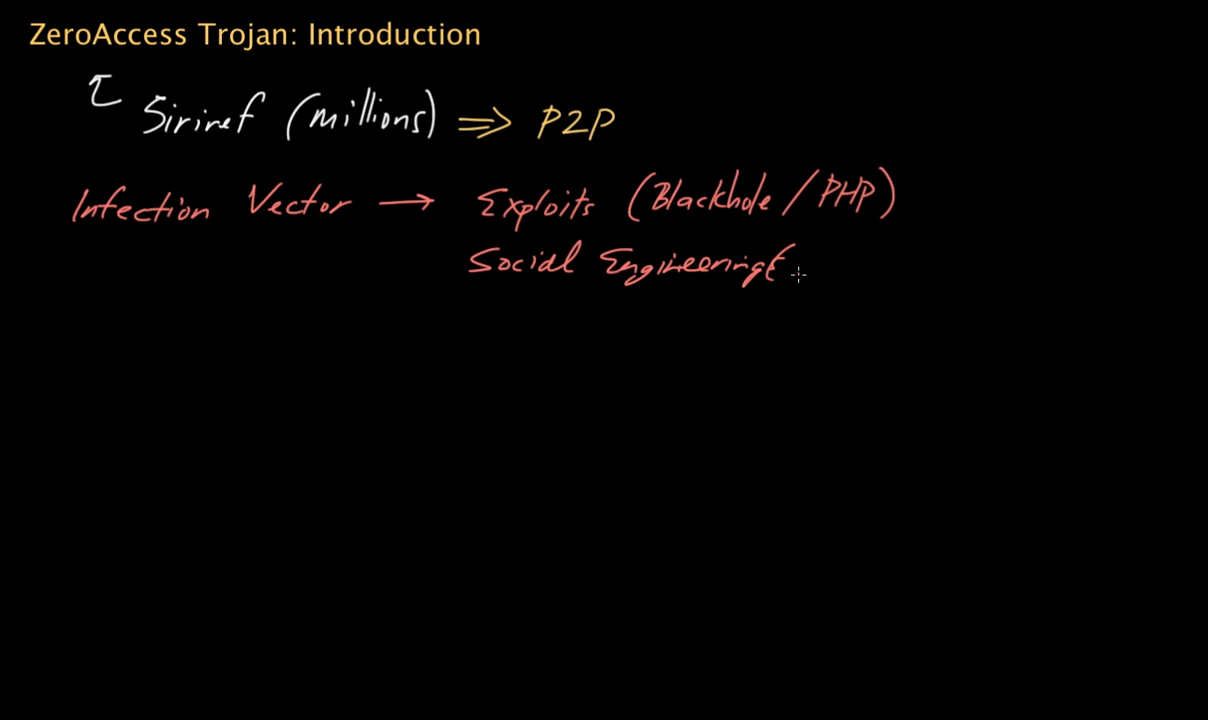 ZeroAccess Trojan: Introduction
Sirinef (millions) ⇒ P2P
Infection Vector → Exploits (Blackhole / PHP)
Social Engineering(